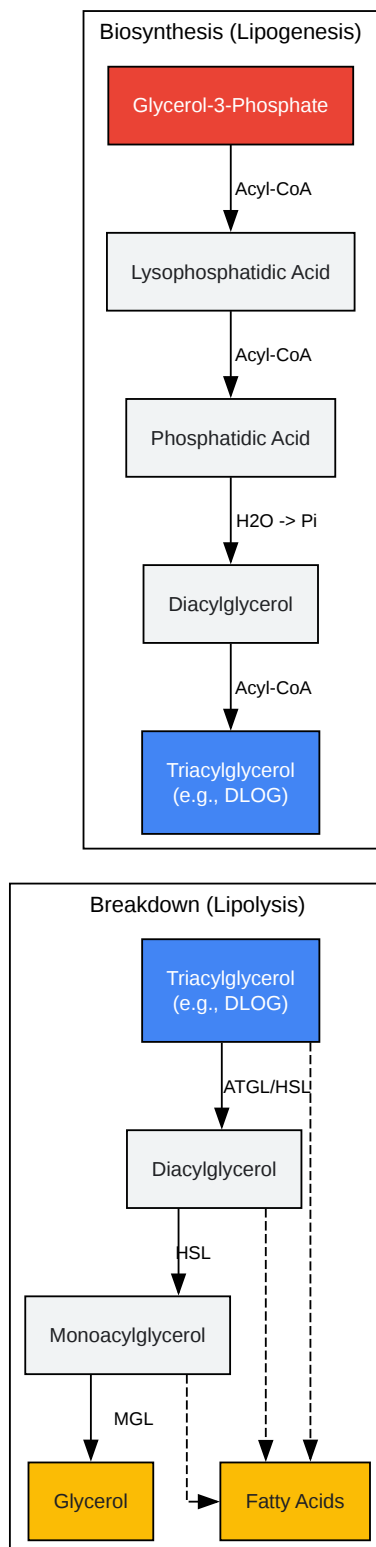 Biosynthesis (Lipogenesis)
Glycerol-3-Phosphate
Acyl-CoA
Lysophosphatidic Acid
Acyl-CoA
Phosphatidic Acid
H2O -> Pi
Diacylglycerol
Acyl-CoA
Triacylglycerol
(e.g., DLOG)
Breakdown (Lipolysis)
Triacylglycerol
(e.g., DLOG)
ATGL/HSL
Diacylglycerol
HSL
Monoacylglycerol
MGL
Glycerol
Fatty Acids